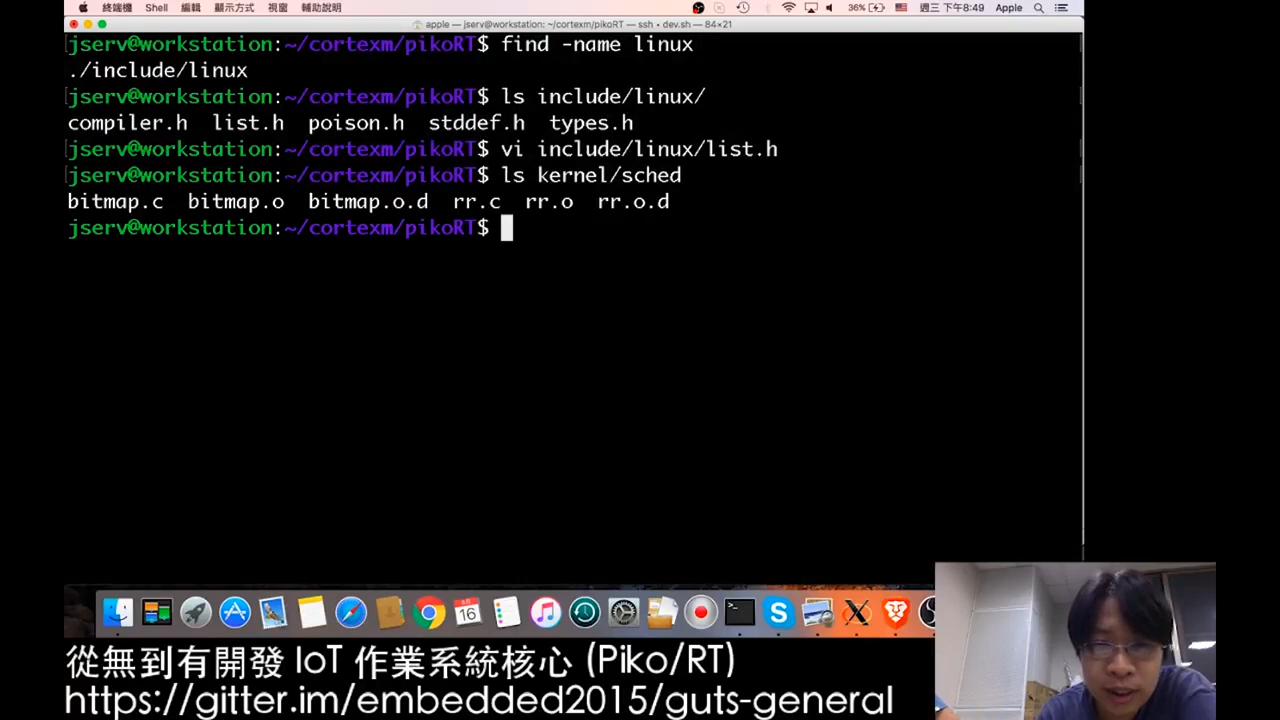 終端機 Shell 編輯 顯示方式 視窗 輔助說明 36% 週三 下午8:49 Apple
apple — jserv@workstation: ~/cortexm/pikoRT — ssh • dev.sh — 84×21
jserv@workstation:~/cortexm/pikoRT$ find -name linux
./include/linux
jserv@workstation:~/cortexm/pikoRT$ ls include/linux/
compiler.h list.h poison.h stddef.h types.h
jserv@workstation:~/cortexm/pikoRT$ vi include/linux/list.h
jserv@workstation:~/cortexm/pikoRT$ ls kernel/sched
bitmap.c bitmap.o bitmap.o.d rr.c rr.o rr.o.d
jserv@workstation:~/cortexm/pikoRT$
16
從無到有開發 IoT 作業系統核心 (Piko/RT)
https://gitter.im/embedded2015/guts-general